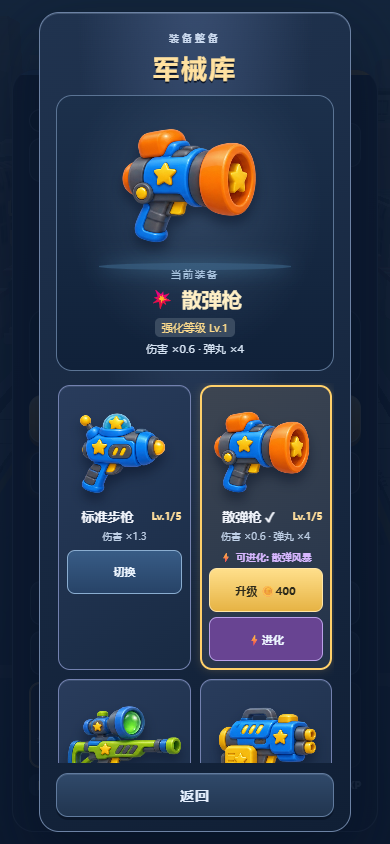 装备整备
军械库
当前装备
散弹枪
强化等级 Lv.1
伤害 ×0.6 · 弹丸 ×4
标准步枪 Lv.1/5
伤害 ×1.3
切换
散弹枪 ✓ Lv.1/5
伤害 ×0.6 · 弹丸 ×4
可进化: 散弹风暴
升级 400
进化
返回